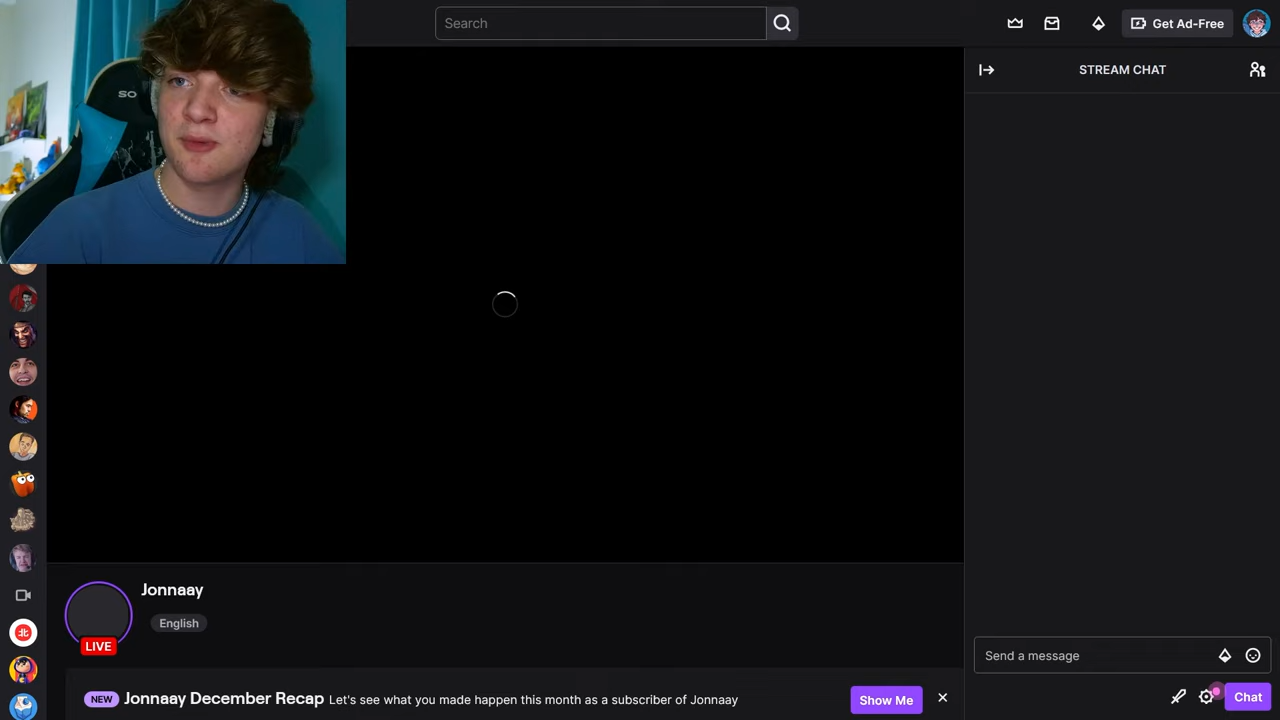 Search
Get Ad-Free
SO
STREAM CHAT
Jonnaay
English
LIVE
NEW Jonnaay December Recap Let's see what you made happen this month as a subscriber of Jonnaay Show Me
Send a message
Chat